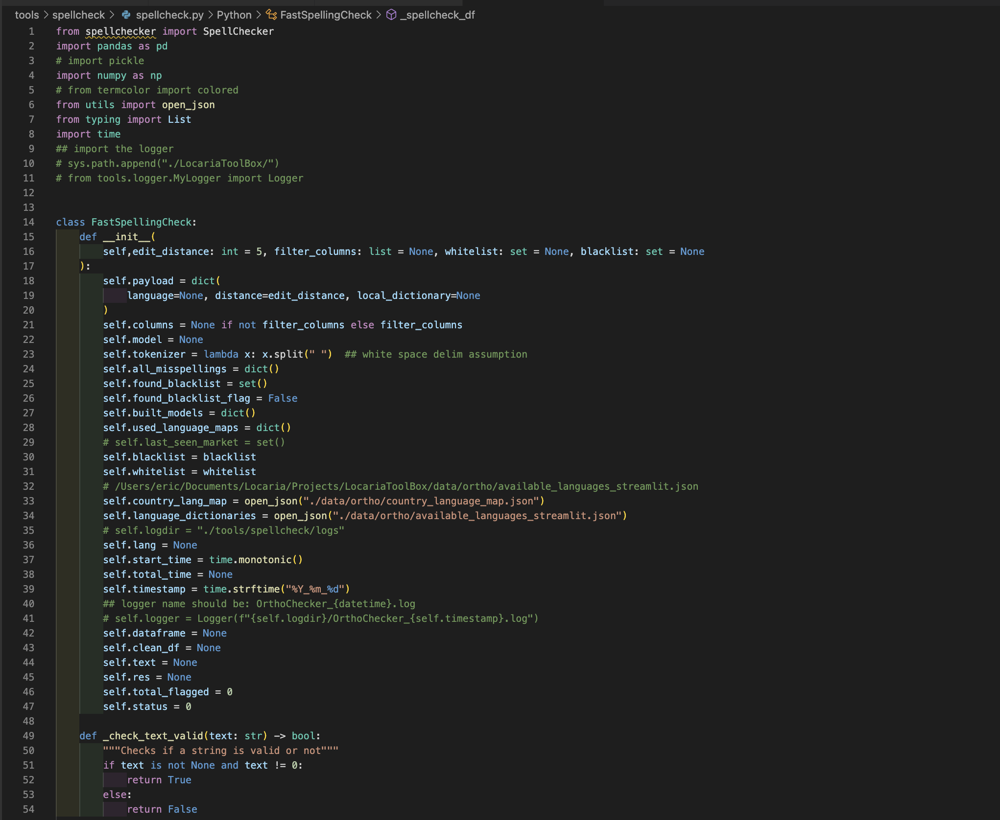 tools > spellcheck > spellcheck.py > Python > FastSpellingCheck > _spellcheck_df
1 from spellchecker import SpellChecker
2 import pandas as pd
3 # import pickle
4 import numpy as np
5 # from termcolor import colored
6 from utils import open_json
7 from typing import List
8 import time
9 ## import the logger
10 # sys.path.append("./LocariaToolBox/")
11 # from tools.logger.MyLogger import Logger
12
13
14 class FastSpellingCheck:
15     def __init__(
16         self,edit_distance: int = 5, filter_columns: list = None, whitelist: set = None, blacklist: set = None
17     ):
18         self.payload = dict(
19             language=None, distance=edit_distance, local_dictionary=None
20         )
21         self.columns = None if not filter_columns else filter_columns
22         self.model = None
23         self.tokenizer = lambda x: x.split(" ")  ## white space delim assumption
24         self.all_misspellings = dict()
25         self.found_blacklist = set()
26         self.found_blacklist_flag = False
27         self.built_models = dict()
28         self.used_language_maps = dict()
29         # self.last_seen_market = set()
30         self.blacklist = blacklist
31         self.whitelist = whitelist
32         # /Users/eric/Documents/Locaria/Projects/LocariaToolBox/data/ortho/available_languages_streamlit.json
33         self.country_lang_map = open_json("./data/ortho/country_language_map.json")
34         self.language_dictionaries = open_json("./data/ortho/available_languages_streamlit.json")
35         # self.logdir = "./tools/spellcheck/logs"
36         self.lang = None
37         self.start_time = time.monotonic()
38         self.total_time = None
39         self.timestamp = time.strftime("%Y_%m_%d")
40         ## logger name should be: OrthoChecker_{datetime}.log
41         # self.logger = Logger(f"{self.logdir}/OrthoChecker_{self.timestamp}.log")
42         self.dataframe = None
43         self.clean_df = None
44         self.text = None
45         self.res = None
46         self.total_flagged = 0
47         self.status = 0
48
49     def _check_text_valid(text: str) -> bool:
50         """Checks if a string is valid or not"""
51         if text is not None and text != 0:
52             return True
53         else:
54             return False